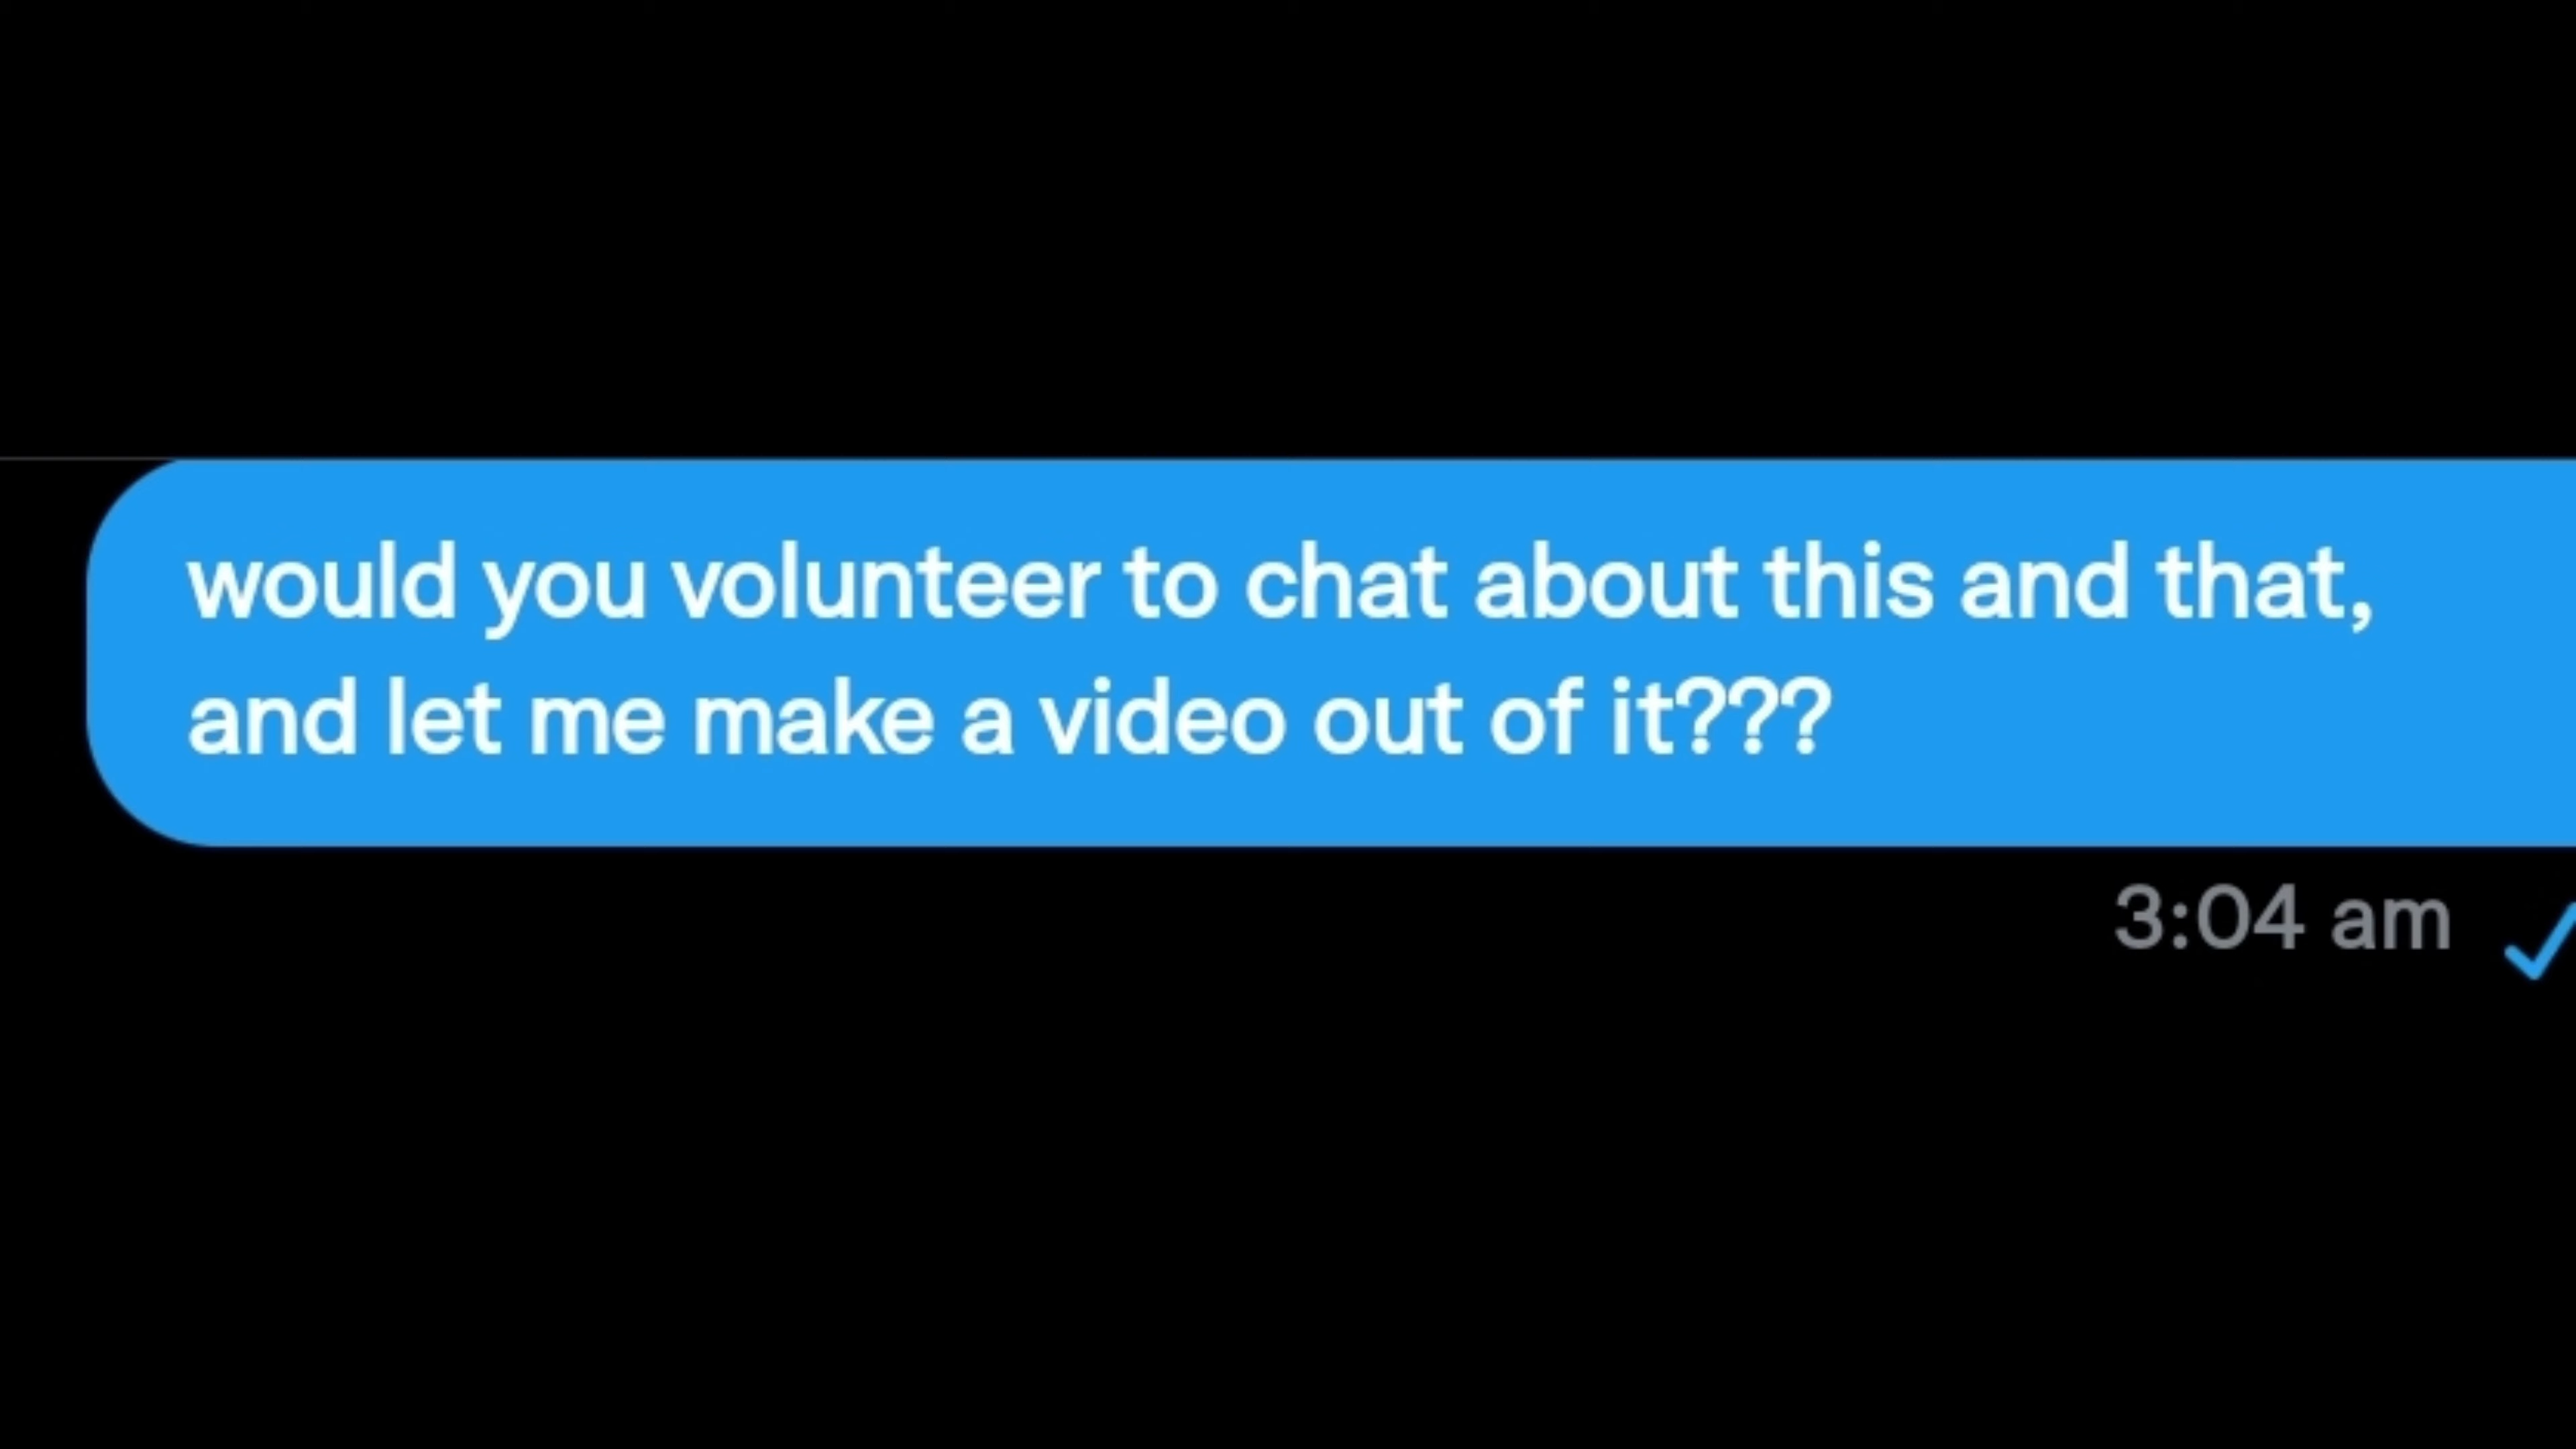 would you volunteer to chat about this and that,
and let me make a video out of it???
3:04 am